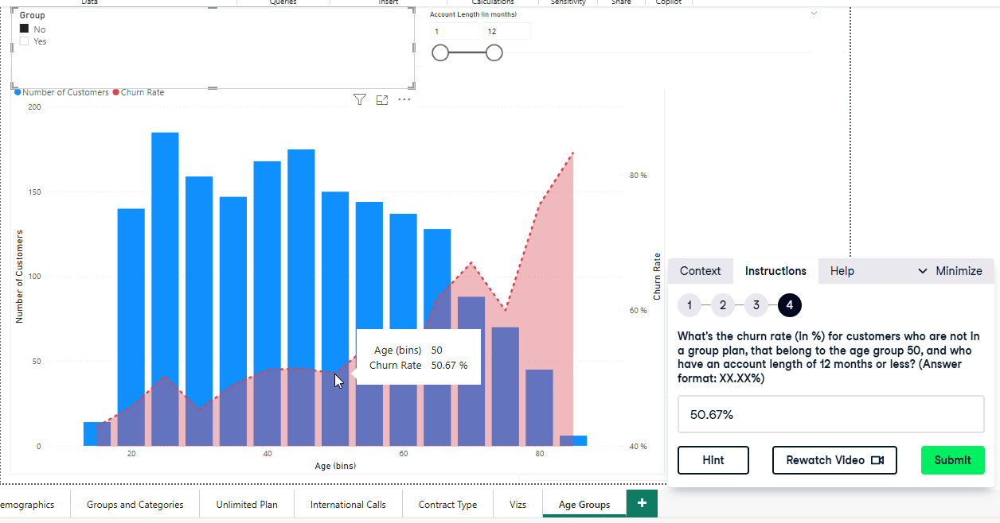 Data Queries Insert Calculations Sensitivity Share Copilot
Group
No
Yes
Account Length (in months)
1 12
Number of Customers Churn Rate
200
150
100
50
0
Number of Customers
20 40 60 80
Age (bins)
80 %
60 %
40 %
Churn Rate
Age (bins) 50
Churn Rate 50.67 %
Context Instructions Help Minimize
1 2 3 4
What's the churn rate (in %) for customers who are not in
a group plan, that belong to the age group 50, and who
have an account length of 12 months or less? (Answer
format: XX.XX%)
50.67%
Hint Rewatch Video Submit
emographics Groups and Categories Unlimited Plan International Calls Contract Type Vizs Age Groups +